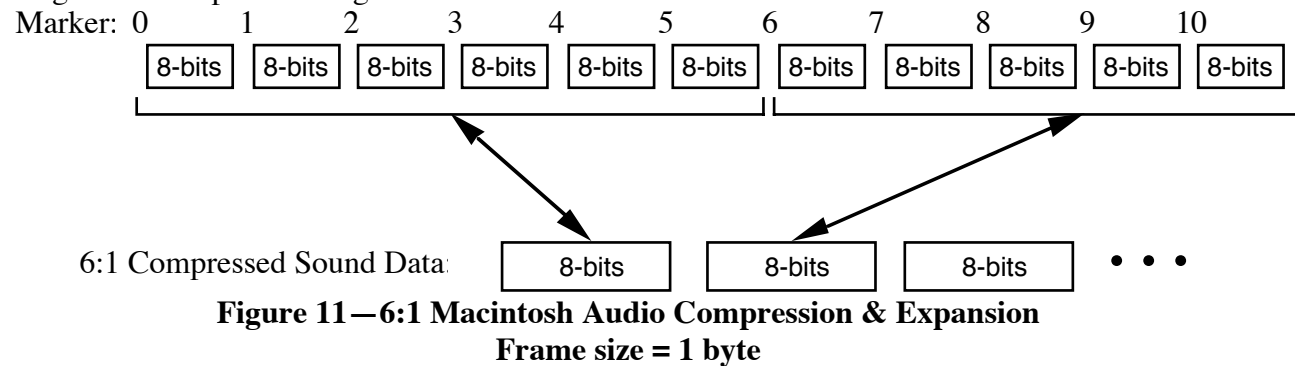 Marker: 0 1 2 3 4 5 6 7 8 9 10
8-bits 8-bits 8-bits 8-bits 8-bits 8-bits 8-bits 8-bits 8-bits 8-bits 8-bits
6:1 Compressed Sound Data:
8-bits 8-bits 8-bits • • •
Figure 11—6:1 Macintosh Audio Compression & Expansion
Frame size = 1 byte